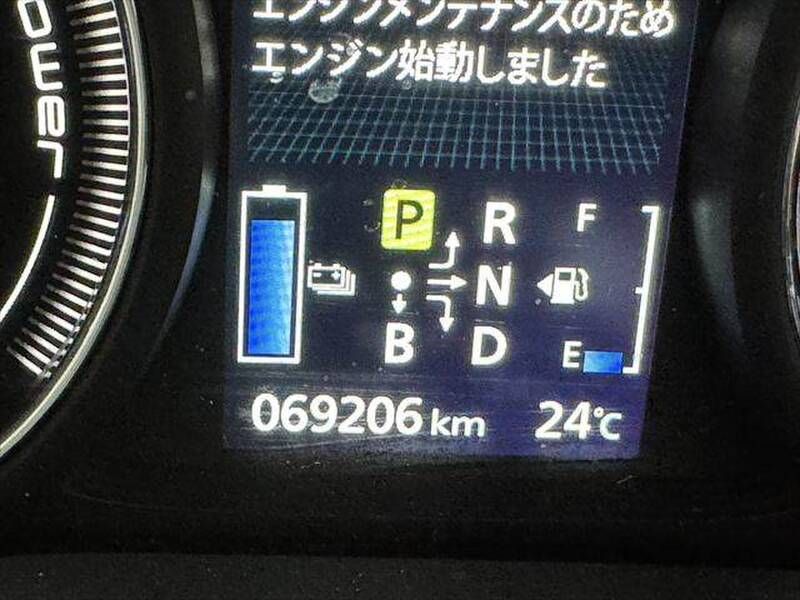 エンジンメンテナンスのため
エンジン始動しました
Power
P R F
N
B D E
069206 km 24℃